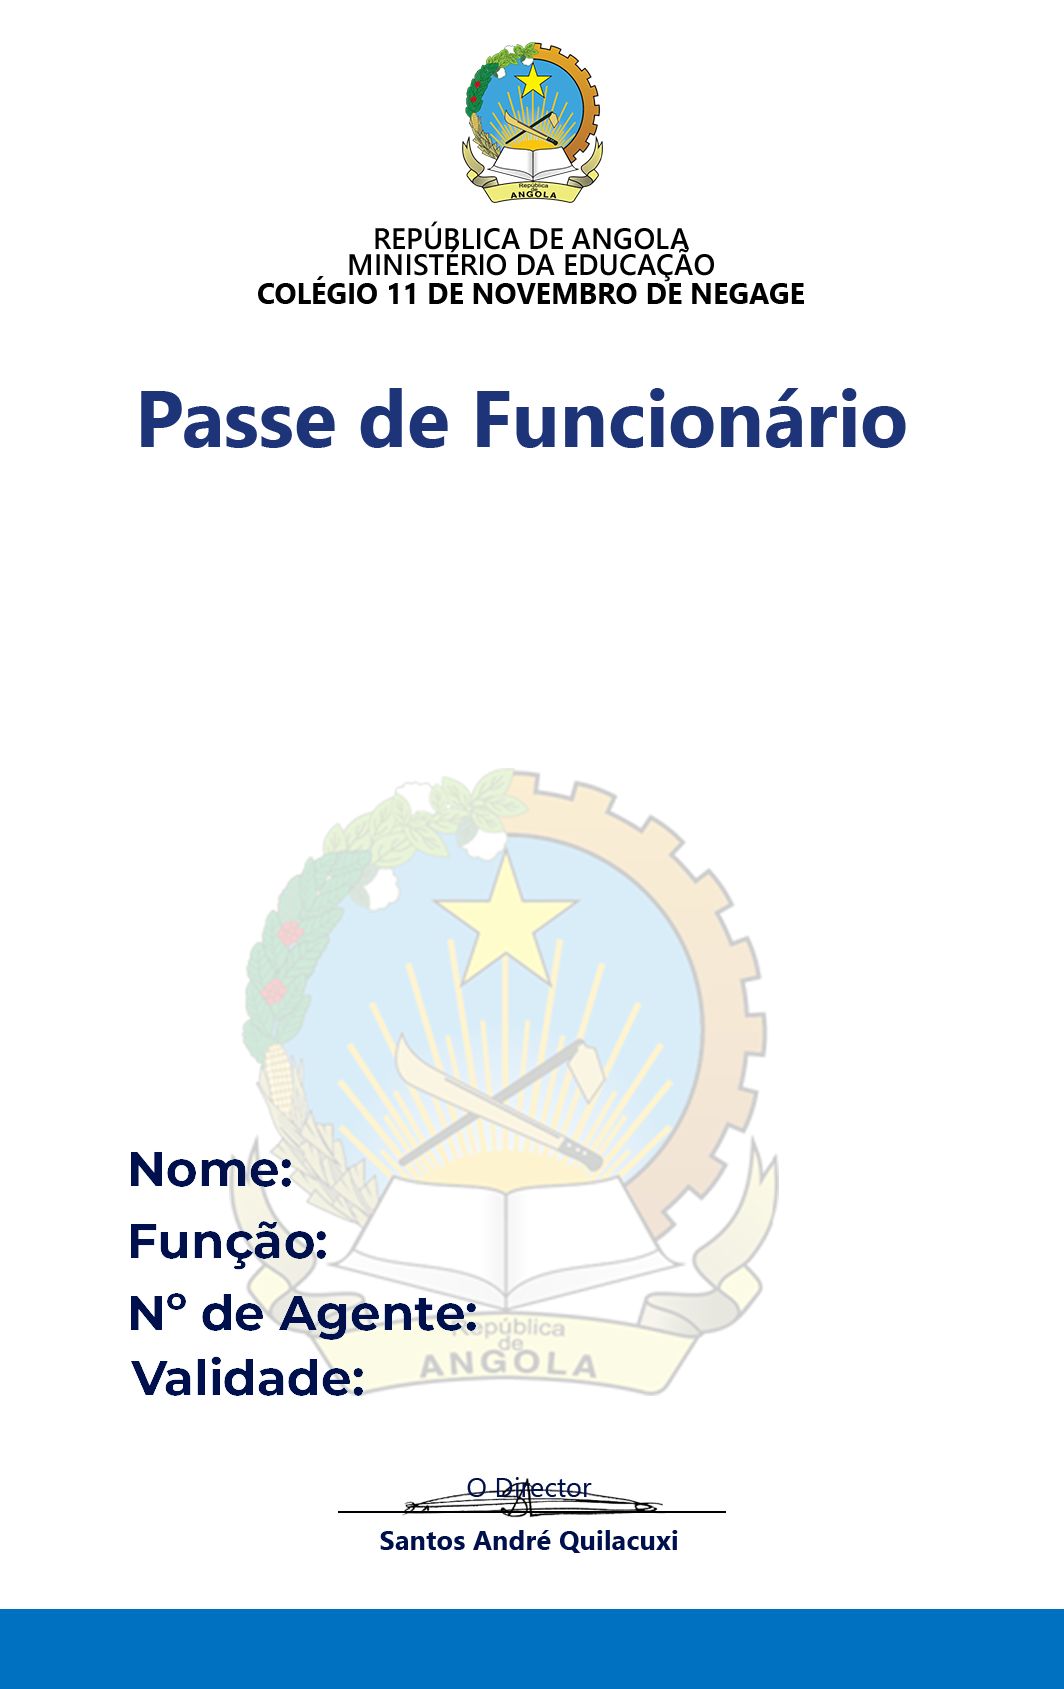 República
de
ANGOLA
REPÚBLICA DE ANGOLA
MINISTÉRIO DA EDUCAÇÃO
COLÉGIO 11 DE NOVEMBRO DE NEGAGE
Passe de Funcionário
Nome:
Função:
Nº de Agente:
Validade:
República
de
ANGOLA
O Director
Santos André Quilacuxi